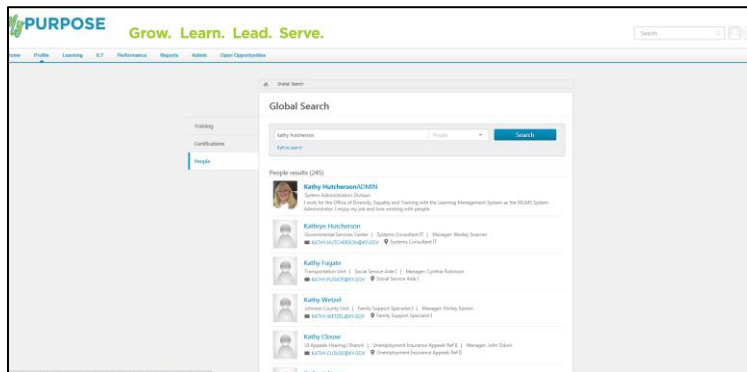 MyPURPOSE
Grow. Learn. Lead. Serve.
Search
Home Profile Learning ILT Performance Reports Admin Open Opportunities
Global Search
Global Search
Training
Certifications
People
kathy hutcherson People Search
Refine search
People results (245)
Kathy HutchersonADMIN
System Administration Division
I work for the Office of Diversity, Equality and Training with the Learning Management System as the KELMS System
Administrator. I enjoy my job and love working with people.
Kathryn Hutcherson
Governmental Services Center | Systems Consultant IT | Manager: Wesley
KATHY.HUTCHERSON@KY.GOV Systems Consultant IT
Kathy Fugate
Transportation Unit | Social Service Aide I | Manager: Cynthia Robinson
KATHY.FUGATE@KY.GOV Social Service Aide I
Kathy Wetzel
Johnson County Unit | Family Support Specialist I | Manager: Shirley
KATHY.WETZEL@KY.GOV Family Support Specialist I
Kathy Clouse
UI Appeals Hearing I Branch | Unemployment Insurance Appeals Ref II | Manager: John
KATHY.CLOUSE@KY.GOV Unemployment Insurance Appeals Ref II